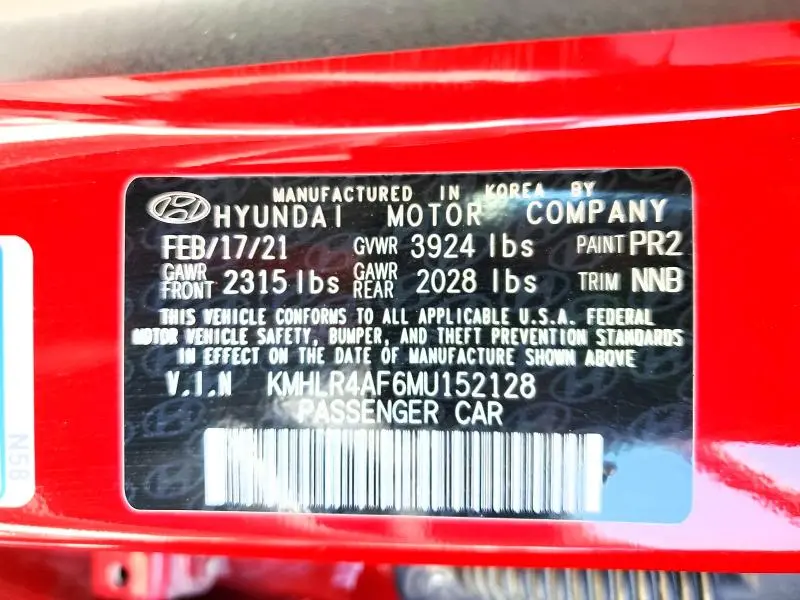 MANUFACTURED IN KOREA BY
HYUNDAI MOTOR COMPANY
FEB/17/21 GVWR 3924 lbs PAINT PR2
GAWR FRONT 2315 lbs GAWR REAR 2028 lbs TRIM NNB
THIS VEHICLE CONFORMS TO ALL APPLICABLE U.S.A. FEDERAL
MOTOR VEHICLE SAFETY, BUMPER, AND THEFT PREVENTION STANDARDS
IN EFFECT ON THE DATE OF MANUFACTURE SHOWN ABOVE
V.I.N KMHLR4AF6MU152128
PASSENGER CAR
N58